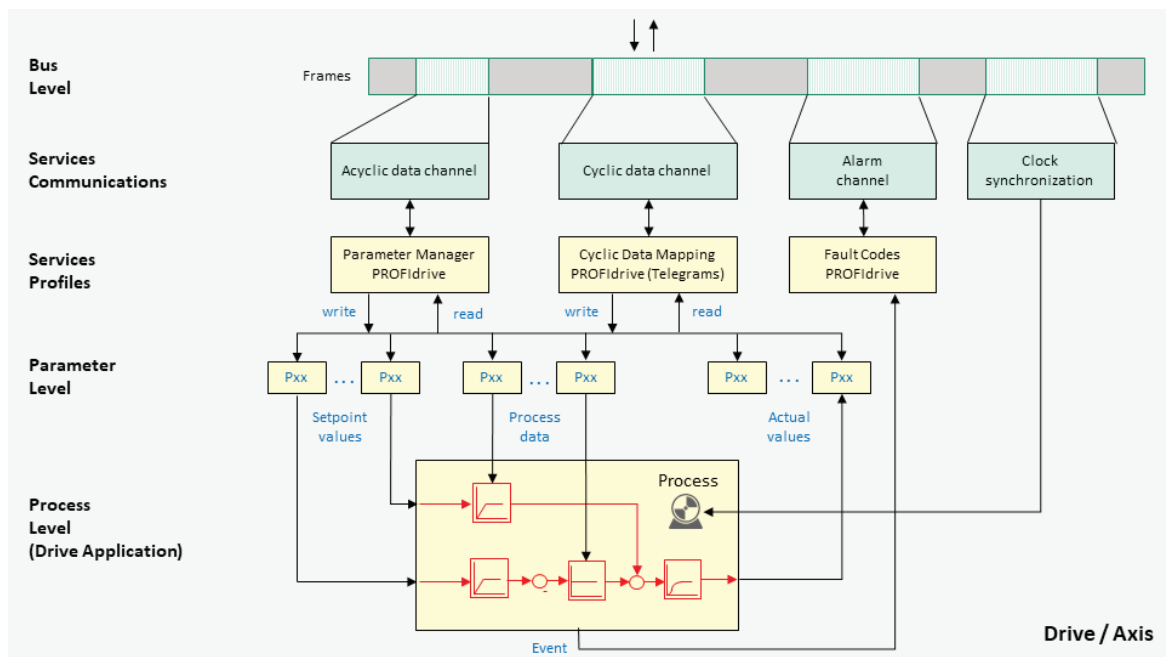 Bus
Level
Frames
Services
Communications
Acyclic data channel
Cyclic data channel
Alarm
channel
Clock
synchronization
Services
Profiles
Parameter Manager
PROFIdrive
Cyclic Data Mapping
PROFIdrive (Telegrams)
Fault Codes
PROFIdrive
write
read
write
read
Parameter
Level
Pxx ... Pxx
Pxx ... Pxx
Pxx ... Pxx
Setpoint
values
Process
data
Actual
values
Process
Level
(Drive Application)
Process
-
Event
Drive / Axis